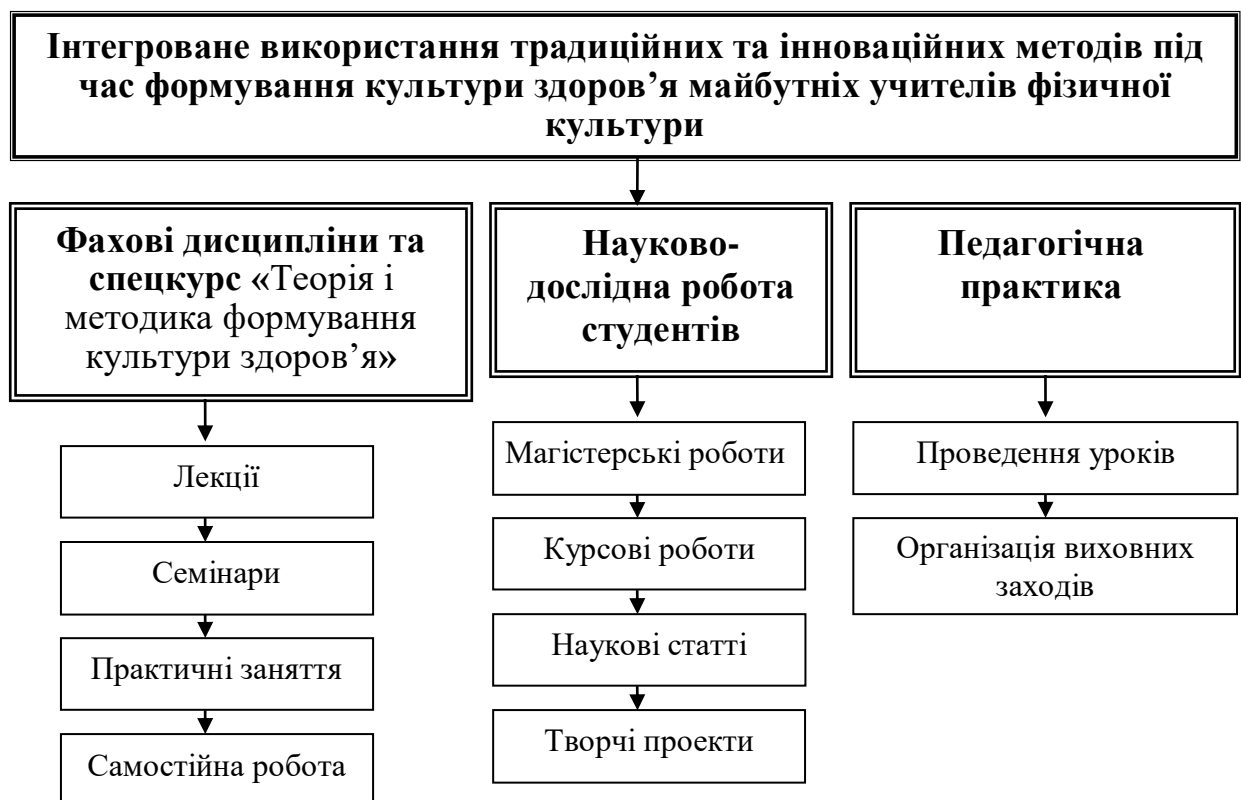 Інтегроване використання традиційних та інноваційних методів під
час формування культури здоров’я майбутніх учителів фізичної
культури
Фахові дисципліни та
спецкурс «Теорія і
методика формування
культури здоров’я»
Лекції
Семінари
Практичні заняття
Самостійна робота
Науково-
дослідна робота
студентів
Магістерські роботи
Курсові роботи
Наукові статті
Творчі проекти
Педагогічна
практика
Проведення уроків
Організація виховних
заходів